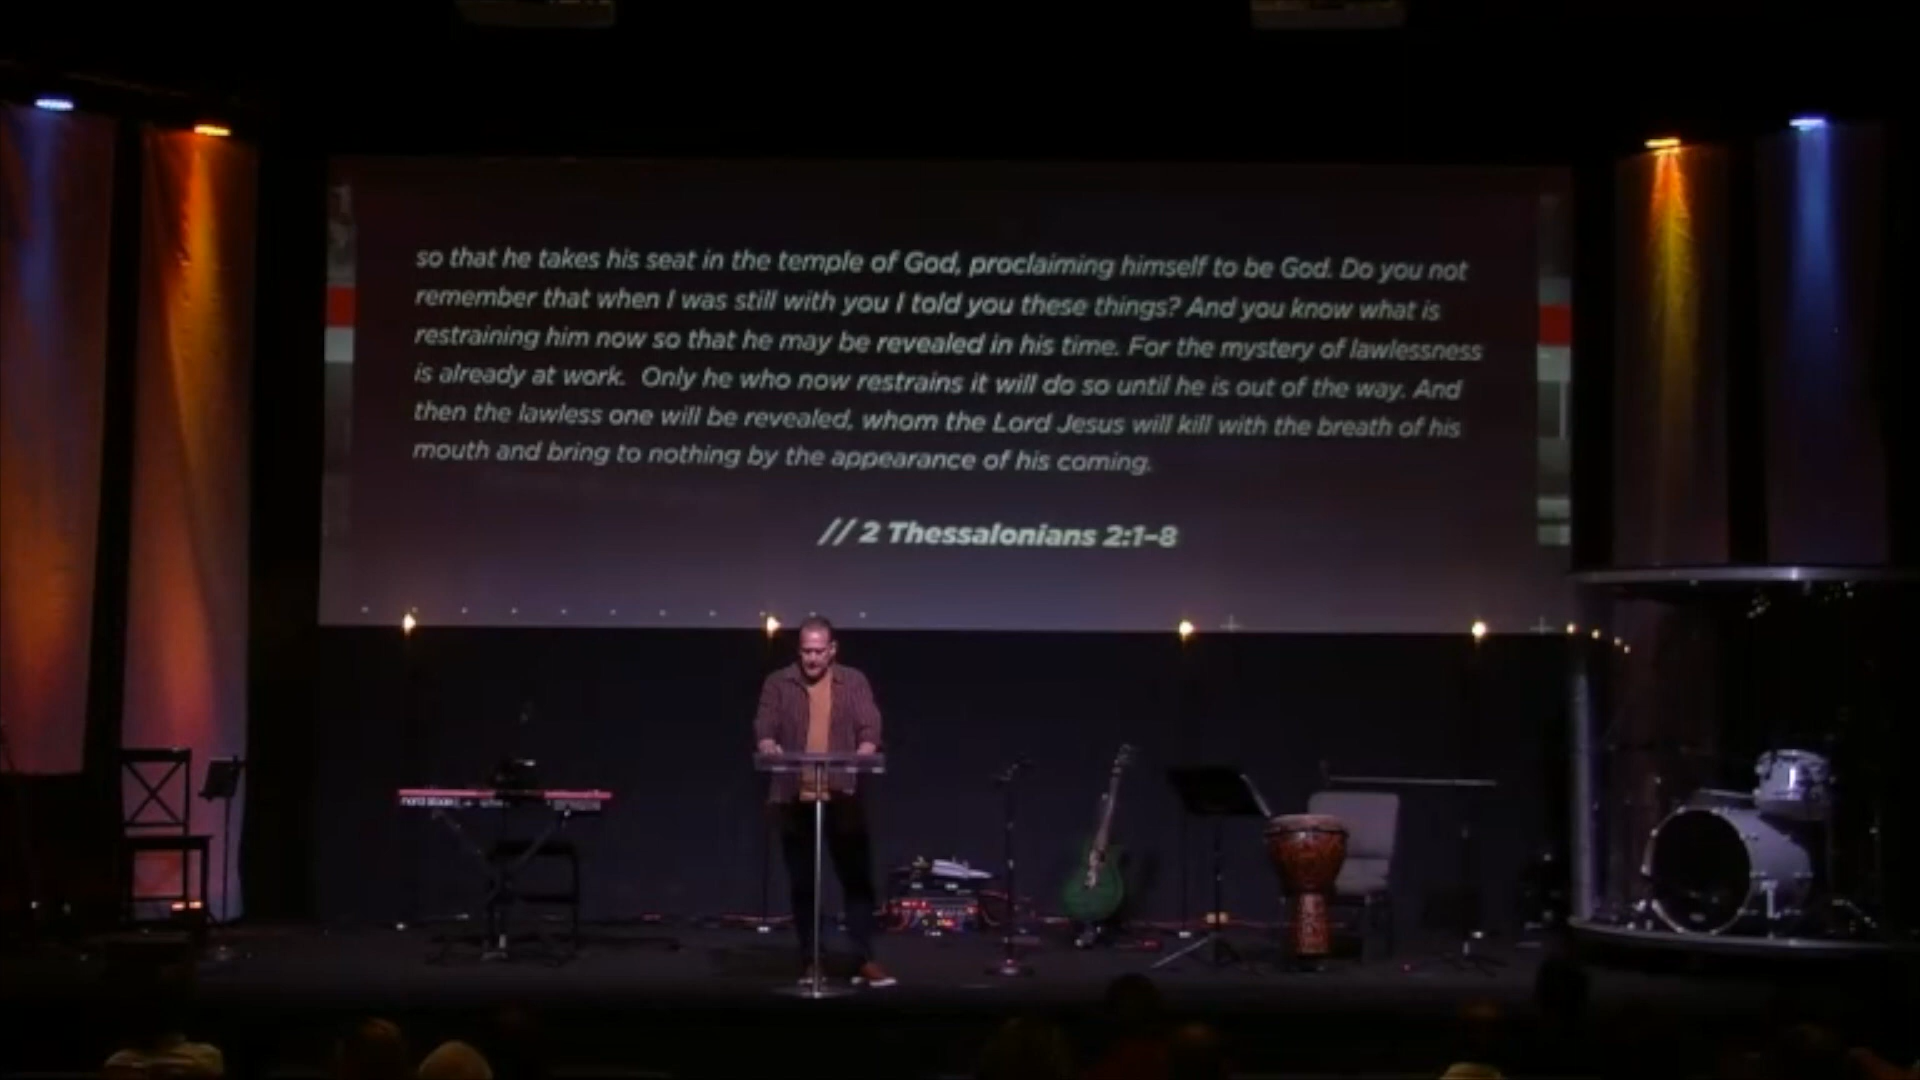 so that he takes his seat in the temple of God, proclaiming himself to be God. Do you not
remember that when I was still with you I told you these things? And you know what is
restraining him now so that he may be revealed in his time. For the mystery of lawlessness
is already at work. Only he who now restrains it will do so until he is out of the way. And
then the lawless one will be revealed, whom the Lord Jesus will kill with the breath of his
mouth and bring to nothing by the appearance of his coming.
// 2 Thessalonians 2:1-8
nord stage